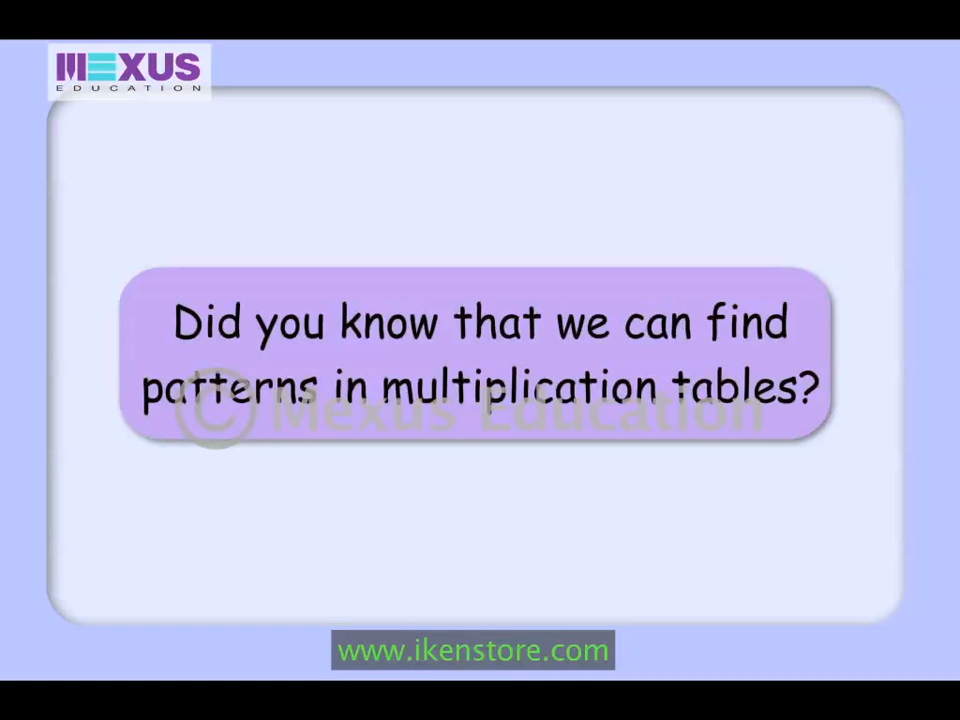 MEXUS
EDUCATION
Did you know that we can find
patterns in multiplication tables?
© Mexus Education
www.ikenstore.com